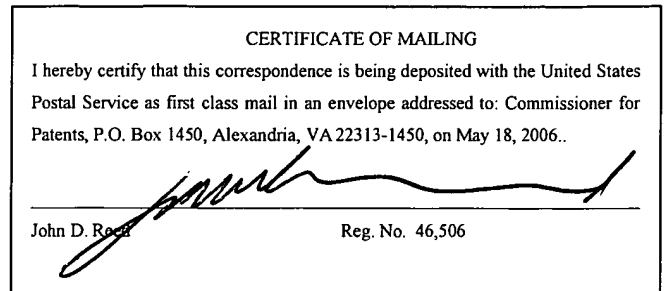 CERTIFICATE OF MAILING
I hereby certify that this correspondence is being deposited with the United States
Postal Service as first class mail in an envelope addressed to: Commissioner for
Patents, P.O. Box 1450, Alexandria, VA 22313-1450, on May 18, 2006..
John D. Reed Reg. No. 46,506